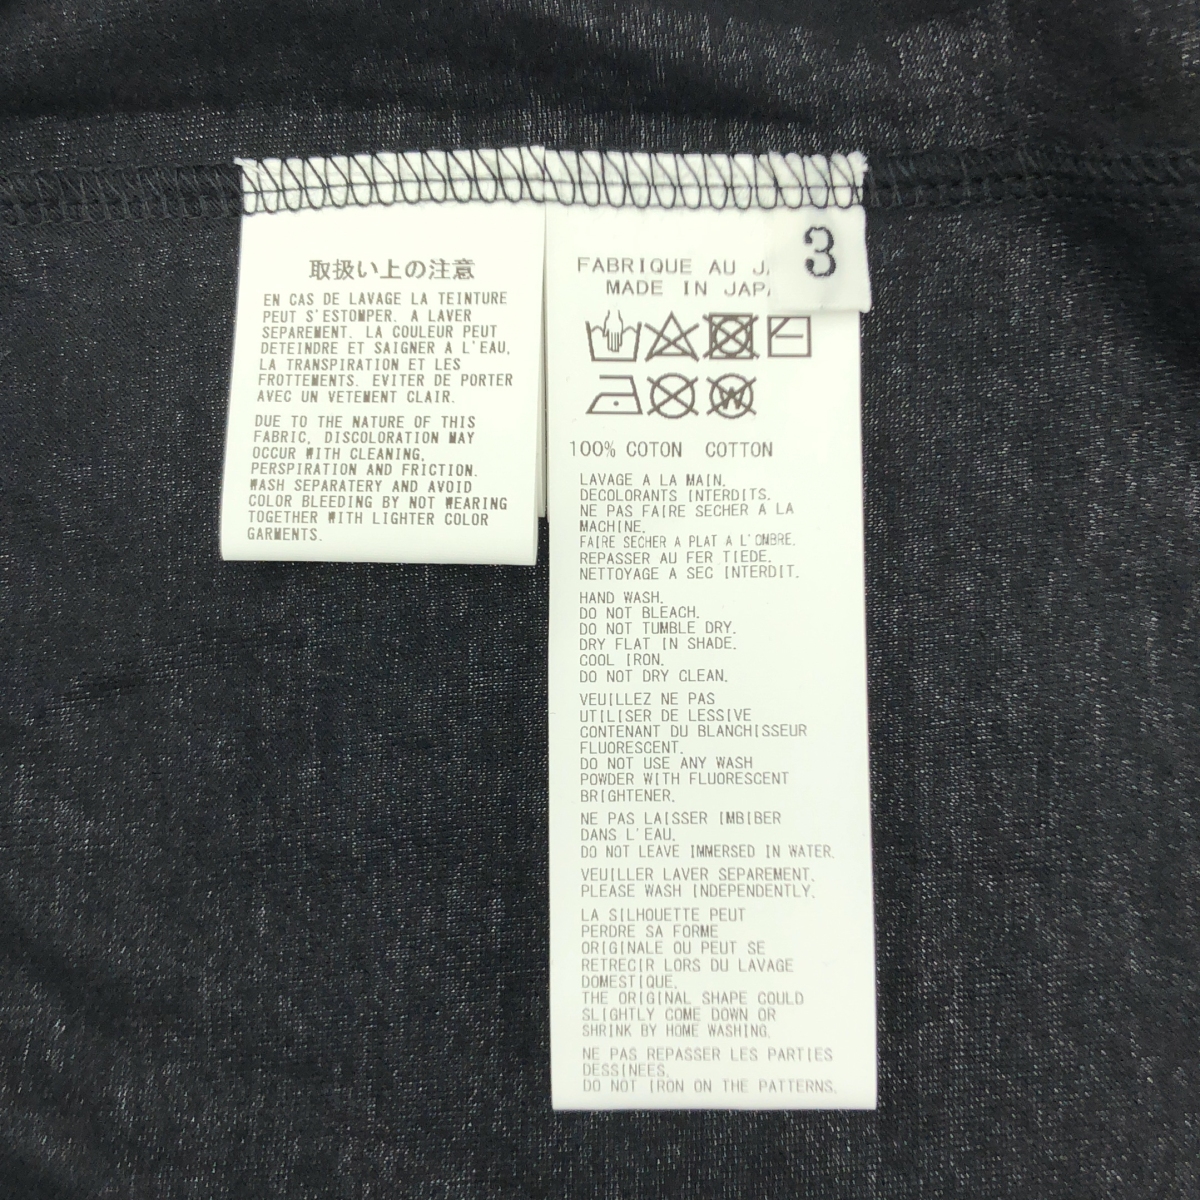 取扱い上の注意
EN CAS DE LAVAGE LA TEINTURE
PEUT S'ESTOMPER. A LAVER
SEPAREMENT. LA COULEUR PEUT
DETEINDRE ET SAIGNER A L'EAU,
LA TRANSPIRATION ET LES
FROTTEMENTS. EVITER DE PORTER
AVEC UN VETEMENT CLAIR.
DUE TO THE NATURE OF THIS
FABRIC, DISCOLORATION MAY
OCCUR WITH CLEANING,
PERSPIRATION AND FRICTION.
WASH SEPARATERY AND AVOID
COLOR BLEEDING BY NOT WEARING
TOGETHER WITH LIGHTER COLOR
GARMENTS.
3
FABRIQUE AU
MADE IN
W
100% COTON COTTON
LAVAGE A LA MAIN.
DECOLORANTS INTERDITS.
NE PAS FAIRE SECHER A LA
MACHINE.
FAIRE SECHER A PLAT A L'OMBRE.
REPASSER AU FER TIEDE.
NETTOYAGE A SEC INTERDIT.
HAND WASH.
DO NOT BLEACH.
DO NOT TUMBLE DRY.
DRY FLAT IN SHADE.
COOL IRON.
DO NOT DRY CLEAN.
VEUILLEZ NE PAS
UTILISER DE LESSIVE
CONTENANT DU BLANCHISSEUR
FLUORESCENT.
DO NOT USE ANY WASH
POWDER WITH FLUORESCENT
BRIGHTENER.
NE PAS LAISSER IMBIBER
DANS L'EAU.
DO NOT LEAVE IMMERSED IN WATER.
VEUILLER LAVER SEPAREMENT.
PLEASE WASH INDEPENDENTLY.
LA SILHOUETTE PEUT
PERDRE SA FORME
ORIGINALE OU PEUT SE
RETRECIR LORS DU LAVAGE
DOMESTIQUE.
THE ORIGINAL SHAPE COULD
SLIGHTLY COME DOWN OR
SHRINK BY HOME WASHING.
NE PAS REPASSER LES PARTIES
DESSINEES.
DO NOT IRON ON THE PATTERNS.